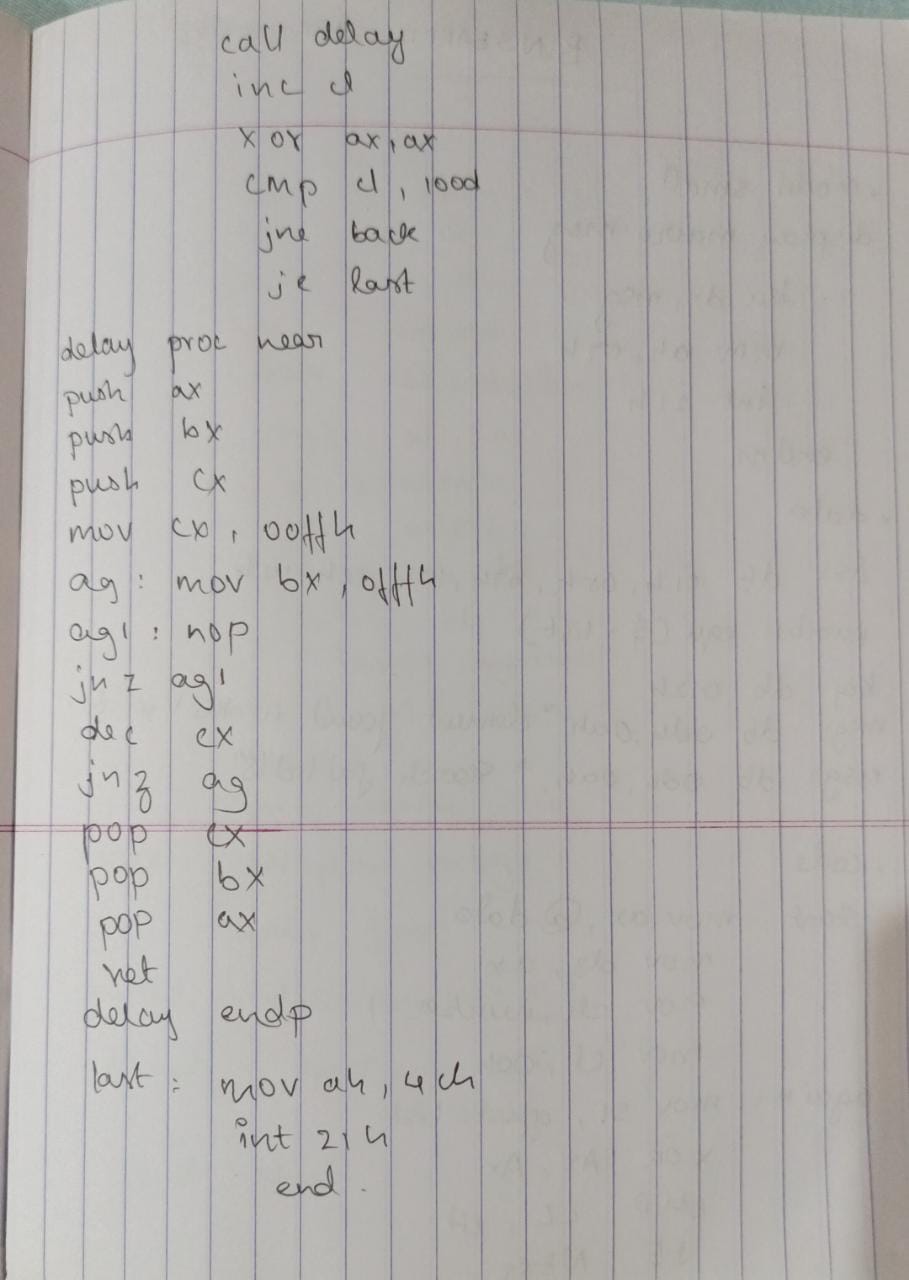 call delay
inc cl
xor ax, ax
cmp cl, 100d
jne back
je last
delay proc near
push ax
push bx
push cx
mov cx, 00ffh
ag: mov bx, 0fffh
ag1: nop
jnz ag1
dec cx
jnz ag
pop cx
pop bx
pop ax
ret
delay endp
last: mov ah, 4ch
int 21h
end.